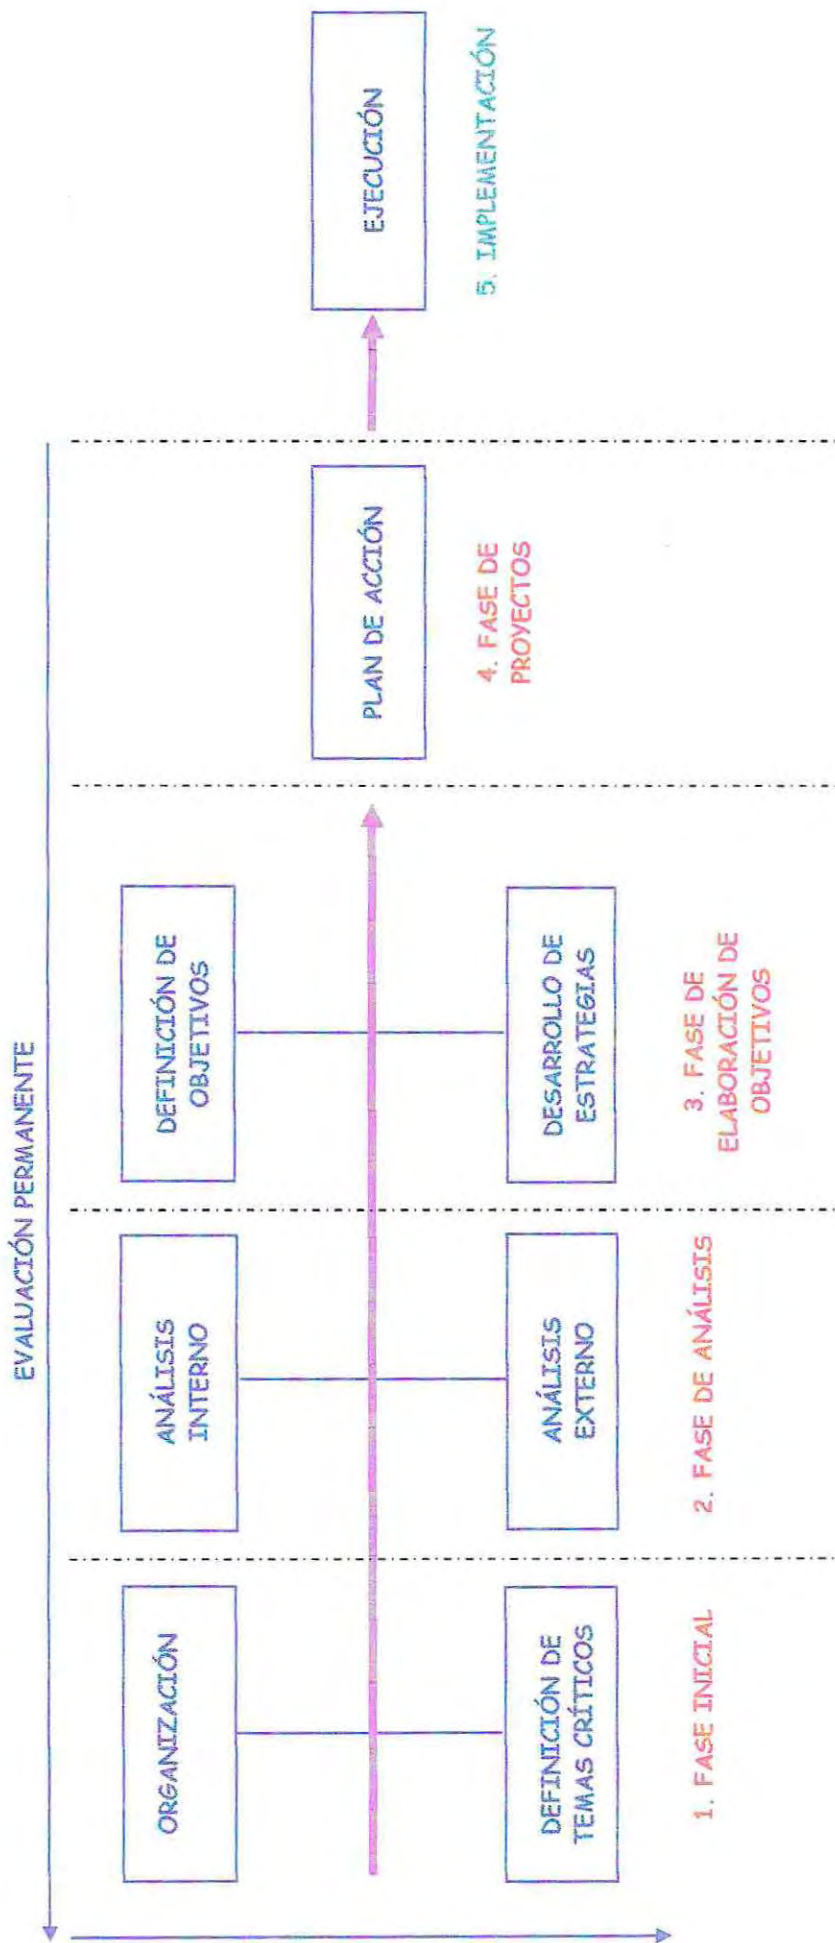 EVALUACIÓN PERMANENTE
ORGANIZACIÓN
DEFINICIÓN DE
TEMAS CRÍTICOS
1. FASE INICIAL
ANÁLISIS
INTERNO
ANÁLISIS
EXTERNO
2. FASE DE ANÁLISIS
DEFINICIÓN DE
OBJETIVOS
DESARROLLO DE
ESTRATEGIAS
3. FASE DE
ELABORACIÓN DE
OBJETIVOS
PLAN DE ACCIÓN
4. FASE DE
PROYECTOS
EJECUCIÓN
5. IMPLEMENTACIÓN